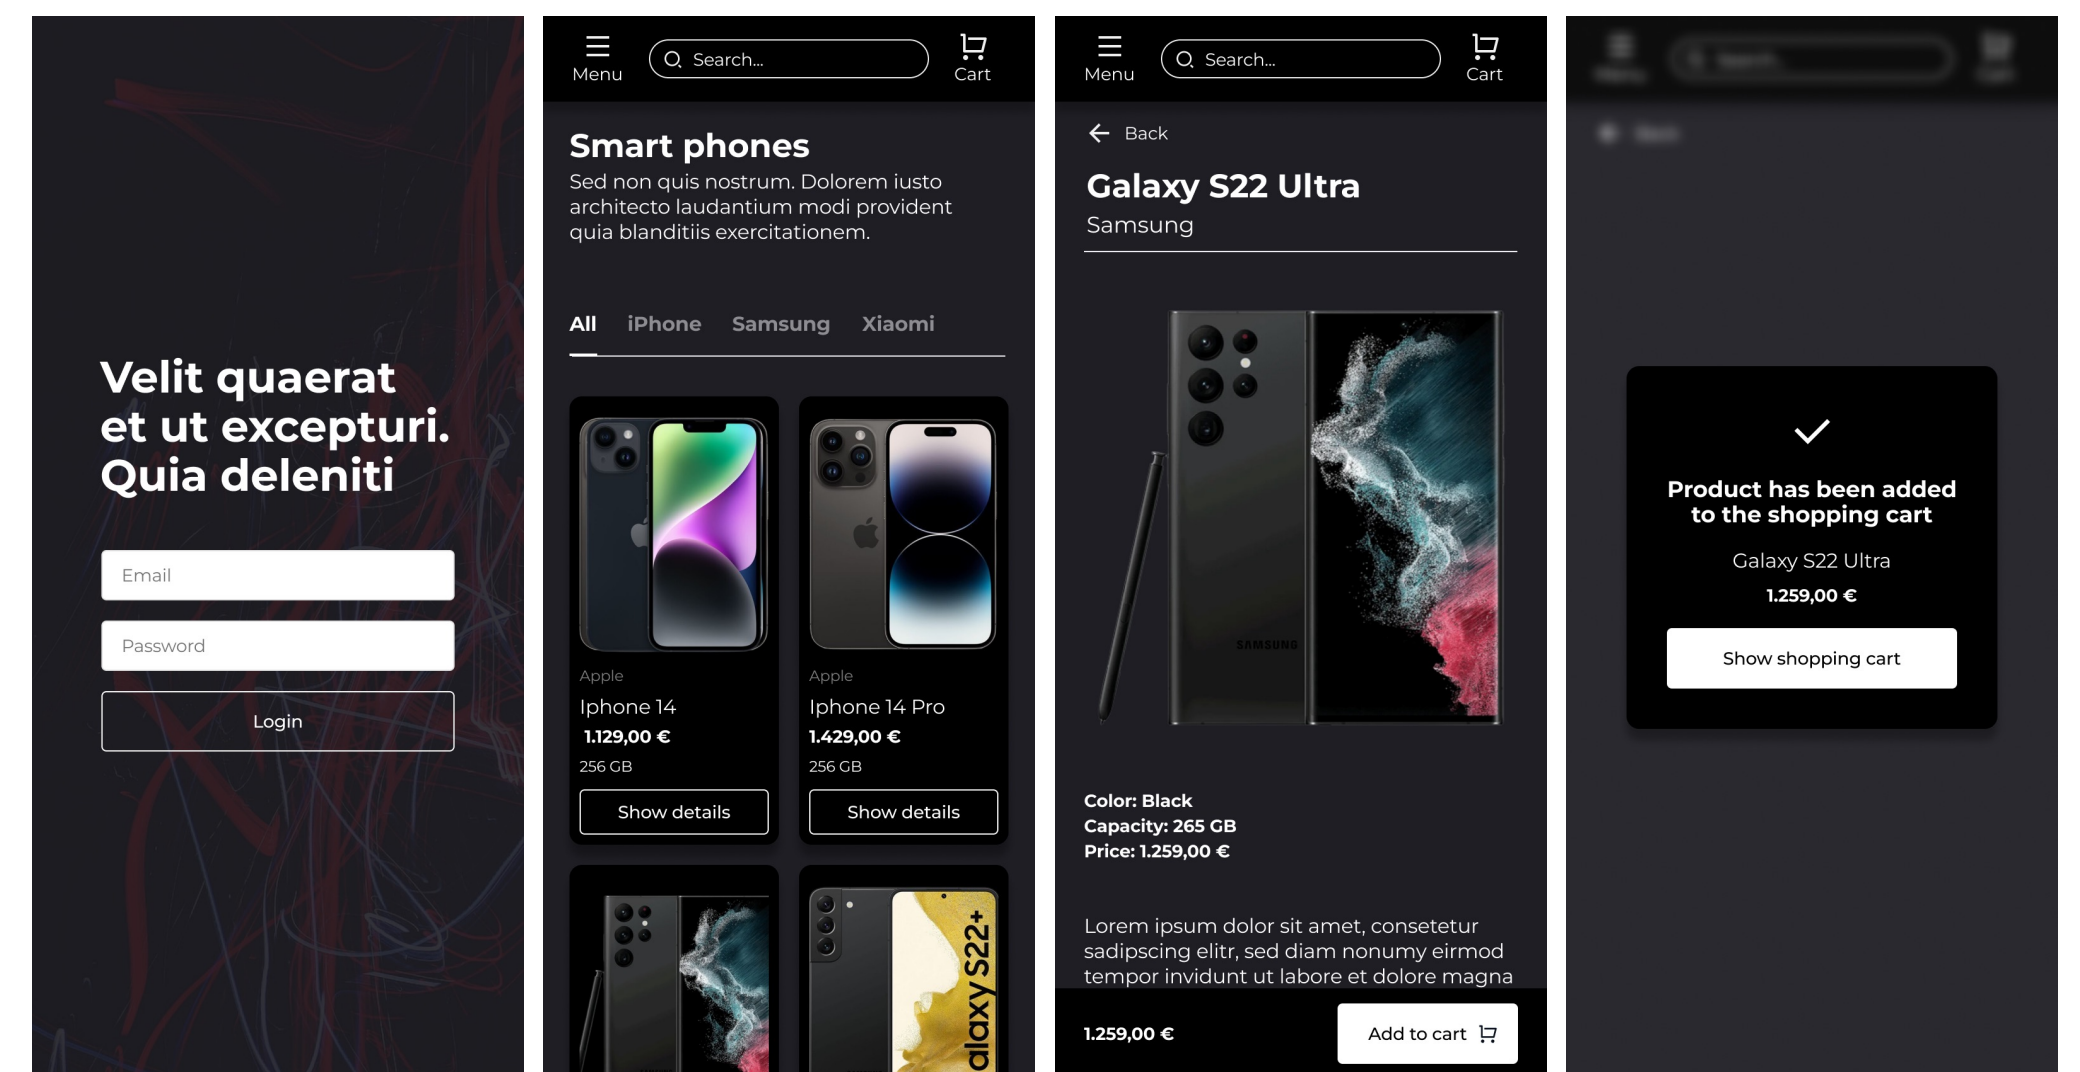 Velit quaerat
et ut excepturi.
Quia deleniti
Email
Password
Login
Menu
Search...
Cart
Smart phones
Sed non quis nostrum. Dolorem iusto
architecto laudantium modi provident
quia blanditiis exercitationem.
All iPhone Samsung Xiaomi
Apple
Iphone 14
1.129,00 €
256 GB
Show details
Apple
Iphone 14 Pro
1.429,00 €
256 GB
Show details
alaxy S22+
Menu
Search...
Cart
Back
Galaxy S22 Ultra
Samsung
SAMSUNG
Color: Black
Capacity: 265 GB
Price: 1.259,00 €
Lorem ipsum dolor sit amet, consetetur
sadipscing elitr, sed diam nonumy eirmod
tempor invidunt ut labore et dolore magna
1.259,00 €
Add to cart
Menu
Search...
Cart
Back
Product has been added
to the shopping cart
Galaxy S22 Ultra
1.259,00 €
Show shopping cart